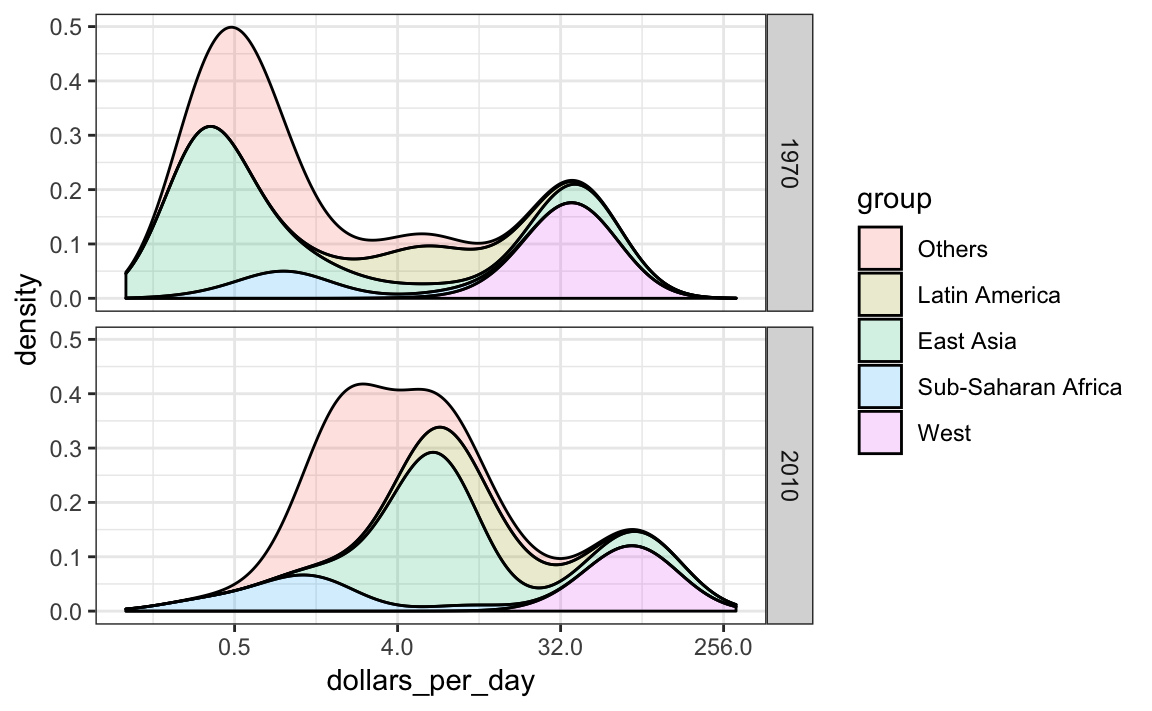 0.5
0.4
0.3
0.2
0.1
0.0
1970
0.5
0.4
0.3
0.2
0.1
0.0
2010
density
0.5 4.0 32.0 256.0
dollars_per_day
group
Others
Latin America
East Asia
Sub-Saharan Africa
West